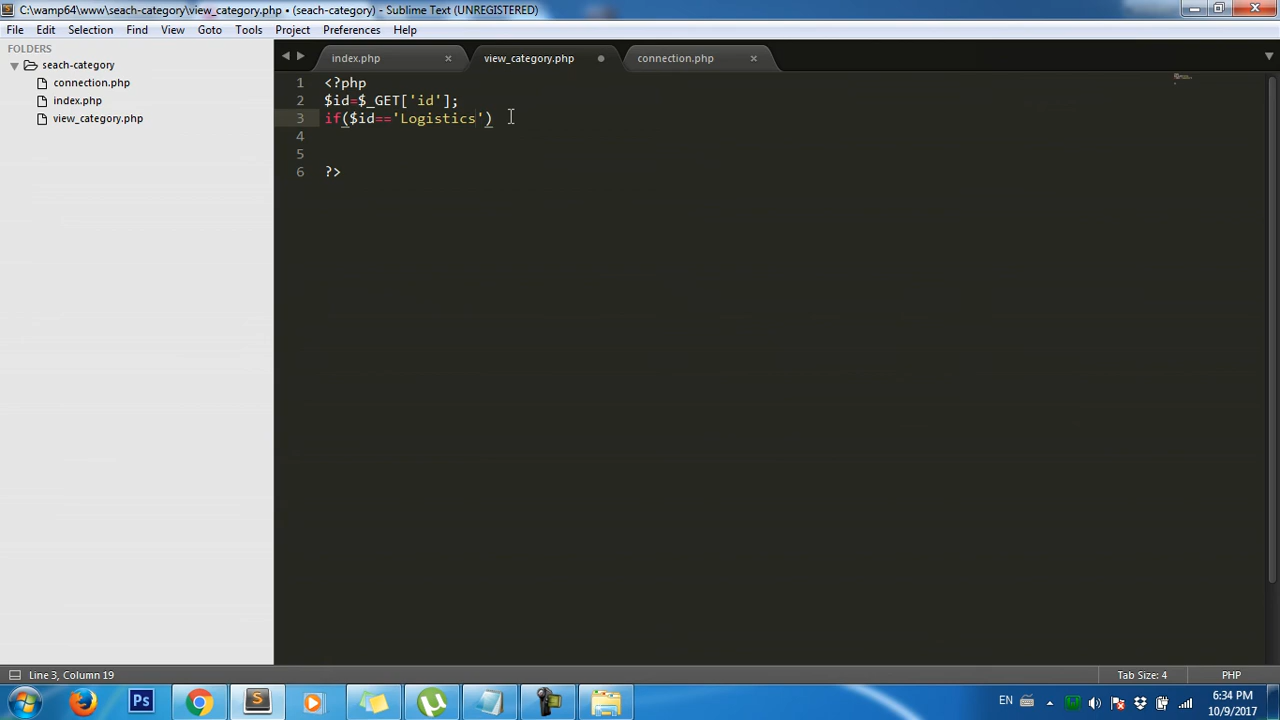 C:\wamp64\www\seach-category\view_category.php • (seach-category) - Sublime Text (UNREGISTERED)
File Edit Selection Find View Goto Tools Project Preferences Help
FOLDERS
seach-category
connection.php
index.php
view_category.php
index.php × view_category.php connection.php ×
1 <?php
2 $id=$_GET['id'];
3 if($id=='Logistics')
4
5
6 ?>
Line 3, Column 19
Tab Size: 4
PHP
Ps
S
EN
6:34 PM
10/9/2017